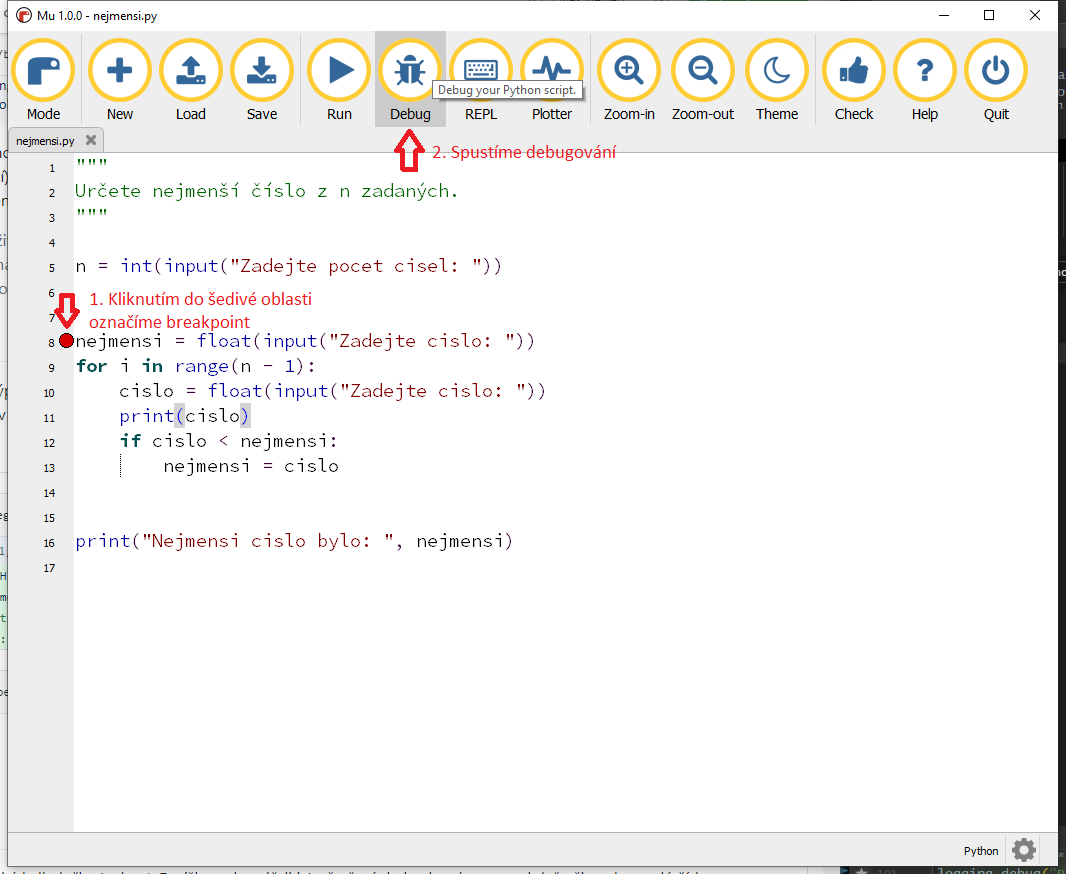 Mu 1.0.0 - nejmensi.py
Mode New Load Save Run Debug REPL Plotter Zoom-in Zoom-out Theme Check Help Quit
Debug your Python script.
nejmensi.py
2. Spustíme debugování
1 """
2 Určete nejmenší číslo z n zadaných.
3 """
4
5 n = int(input("Zadejte pocet cisel: "))
6
1. Kliknutím do šedivé oblasti
7
označíme breakpoint
8 nejmensi = float(input("Zadejte cislo: "))
9 for i in range(n - 1):
10 cislo = float(input("Zadejte cislo: "))
11 print(cislo)
12 if cislo < nejmensi:
13 nejmensi = cislo
14
15
16 print("Nejmensi cislo bylo: ", nejmensi)
17
Python